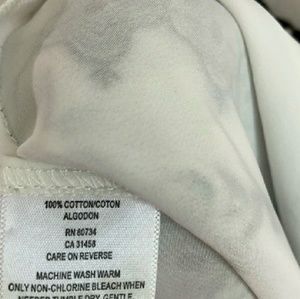 100% COTTON/COTON
ALGODON
RN 80734
CA 31458
CARE ON REVERSE
MACHINE WASH WARM
ONLY NON-CHLORINE BLEACH WHEN
NEEDED TUMBLE DRY, GENTLE